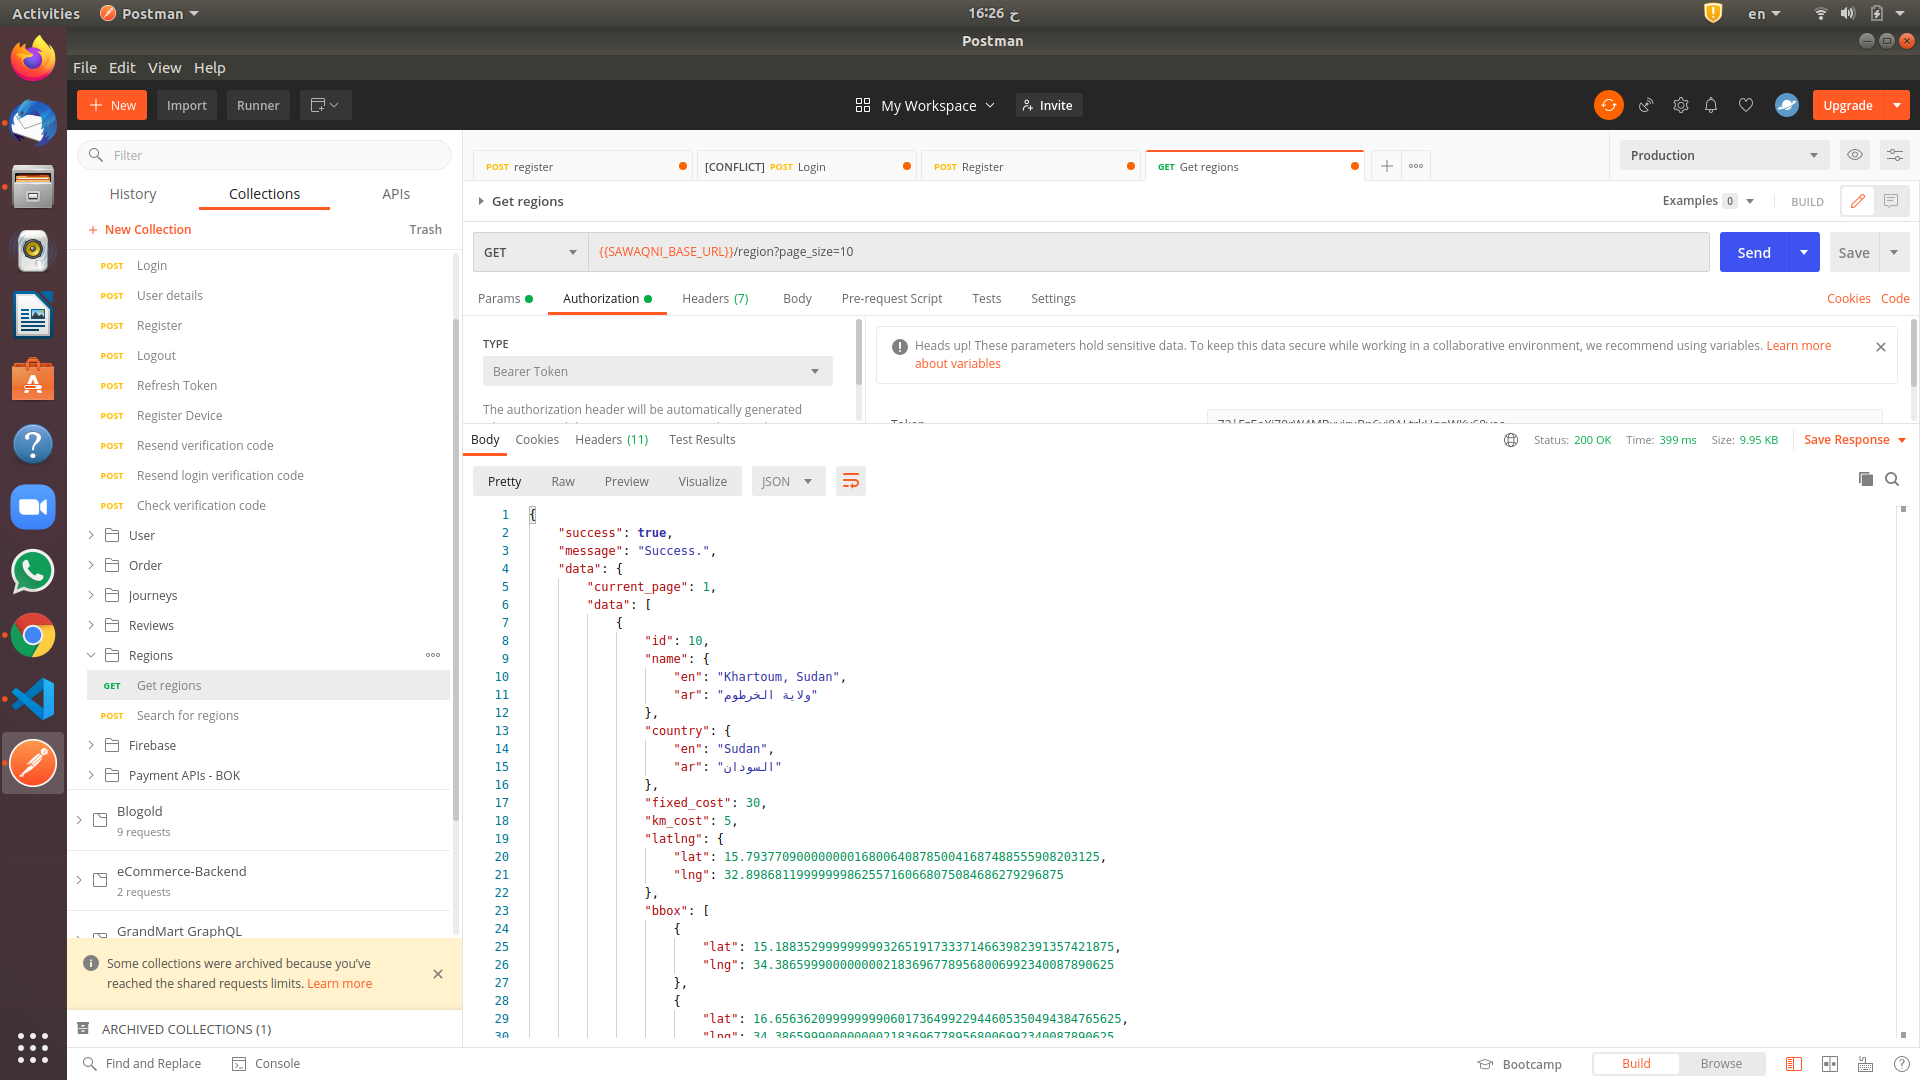 Activities
Postman
16:26 خ
en
Postman
File Edit View Help
New
Import
Runner
My Workspace
Invite
Upgrade
Filter
History
Collections
APIs
New Collection
Trash
POST Login
POST User details
POST Register
POST Logout
POST Refresh Token
POST Register Device
POST Resend verification code
POST Resend login verification code
POST Check verification code
User
Order
Journeys
Reviews
Regions
GET Get regions
POST Search for regions
Firebase
Payment APIs - BOK
Blogold
9 requests
eCommerce-Backend
2 requests
GrandMart GraphQL
Some collections were archived because you've
reached the shared requests limits. Learn more
ARCHIVED COLLECTIONS (1)
POST register
[CONFLICT] POST Login
POST Register
GET Get regions
Production
Get regions
Examples 0
BUILD
GET
{{SAWAQNI_BASE_URL}}/region?page_size=10
Send
Save
Params
Authorization
Headers (7)
Body
Pre-request Script
Tests
Settings
Cookies
Code
TYPE
Bearer Token
The authorization header will be automatically generated
Heads up! These parameters hold sensitive data. To keep this data secure while working in a collaborative environment, we recommend using variables. Learn more
about variables
Token
Body
Cookies
Headers (11)
Test Results
Status: 200 OK
Time: 399 ms
Size: 9.95 KB
Save Response
Pretty
Raw
Preview
Visualize
JSON
1 {
2 "success": true,
3 "message": "Success.",
4 "data": {
5 "current_page": 1,
6 "data": [
7 {
8 "id": 10,
9 "name": {
10 "en": "Khartoum, Sudan",
11 "ar": "ولاية الخرطوم"
12 },
13 "country": {
14 "en": "Sudan",
15 "ar": "السودان"
16 },
17 "fixed_cost": 30,
18 "km_cost": 5,
19 "latlng": {
20 "lat": 15.7937709000000001680064087850041687488555908203125,
21 "lng": 32.89868119999999862557160668075084686279296875
22 },
23 "bbox": [
24 {
25 "lat": 15.188352999999999326519173337146639823913574 21875,
26 "lng": 34.38659990000000021836967789568006992340087890625
27 },
28 {
29 "lat": 16.656362099999999060173649922944605350494384765625,
30 "lng": 34.38659990000000021836967789568006992340087890625
Find and Replace
Console
Bootcamp
Build
Browse